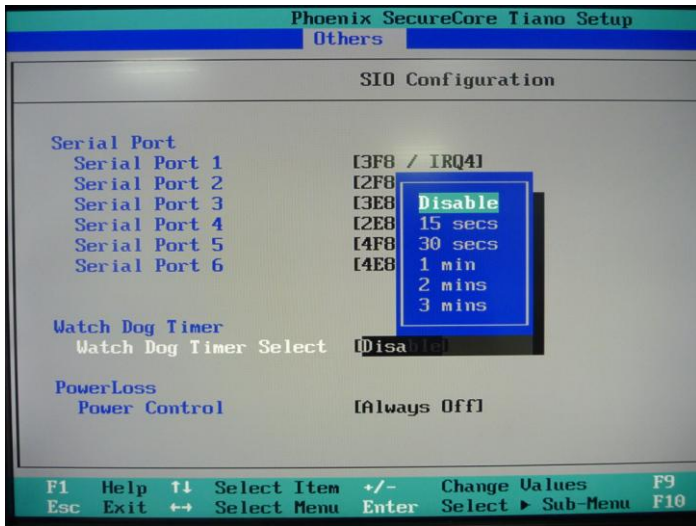 Phoenix SecureCore Tiano Setup
Others
SIO Configuration
Serial Port
Serial Port 1 [3F8 / IRQ4]
Serial Port 2 [2F8
Serial Port 3 [3E8
Serial Port 4 [2E8
Serial Port 5 [4F8
Serial Port 6 [4E8
Disable
15 secs
30 secs
1 min
2 mins
3 mins
Watch Dog Timer
Watch Dog Timer Select [Disable]
PowerLoss
Power Control [Always Off]
F1 Help ↑↓ Select Item +/- Change Values F9
Esc Exit ↔ Select Menu Enter Select ▶ Sub-Menu F10